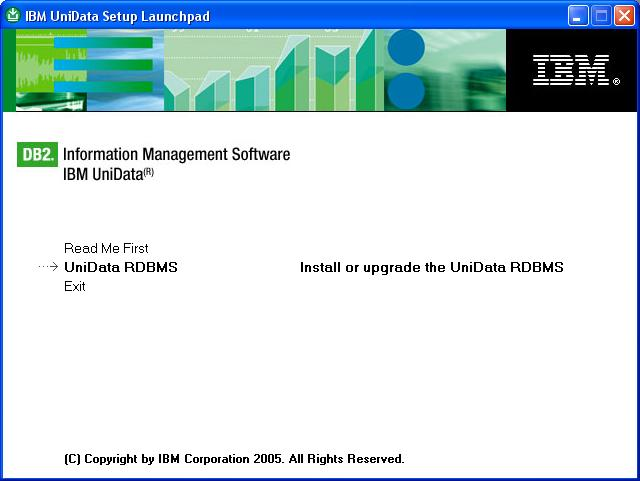 IBM UniData Setup Launchpad
IBM®
DB2. Information Management Software
IBM UniData(R)
Read Me First
UniData RDBMS Install or upgrade the UniData RDBMS
Exit
(C) Copyright by IBM Corporation 2005. All Rights Reserved.